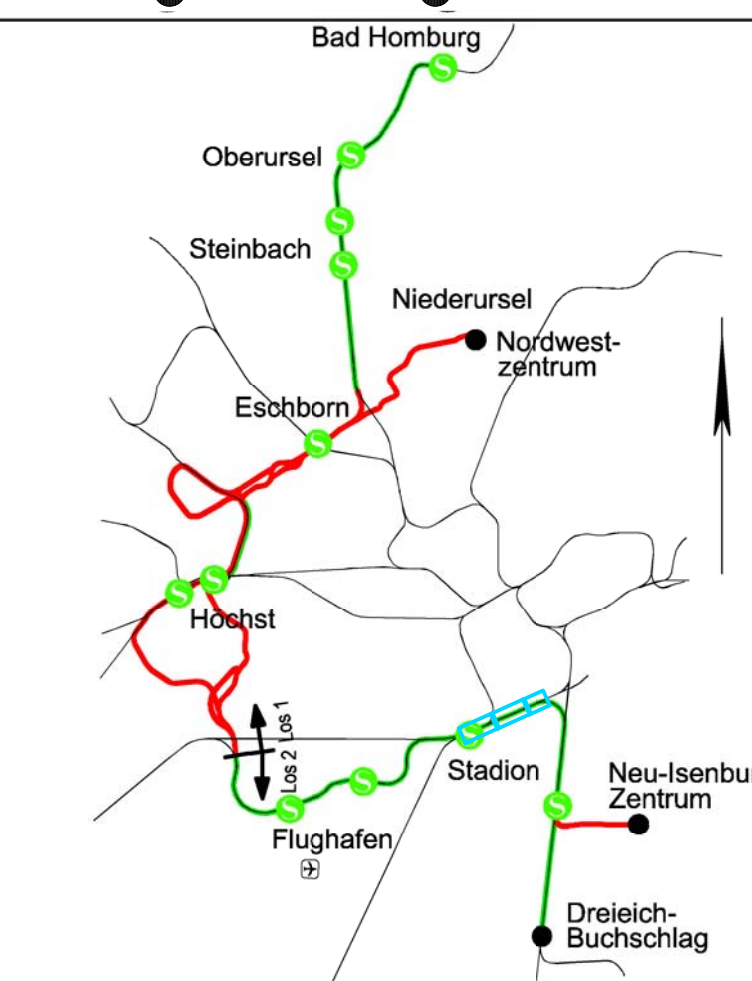 Bad Homburg
S
Oberursel
S
S
Steinbach
S
Niederursel
Nordwest-
zentrum
Eschborn
S
S
S
Höchst
Los 1
Los 2
S
Stadion
S
Neu-Isenbu
Zentrum
S
S
Flughafen
Dreieich-
Buchschlag